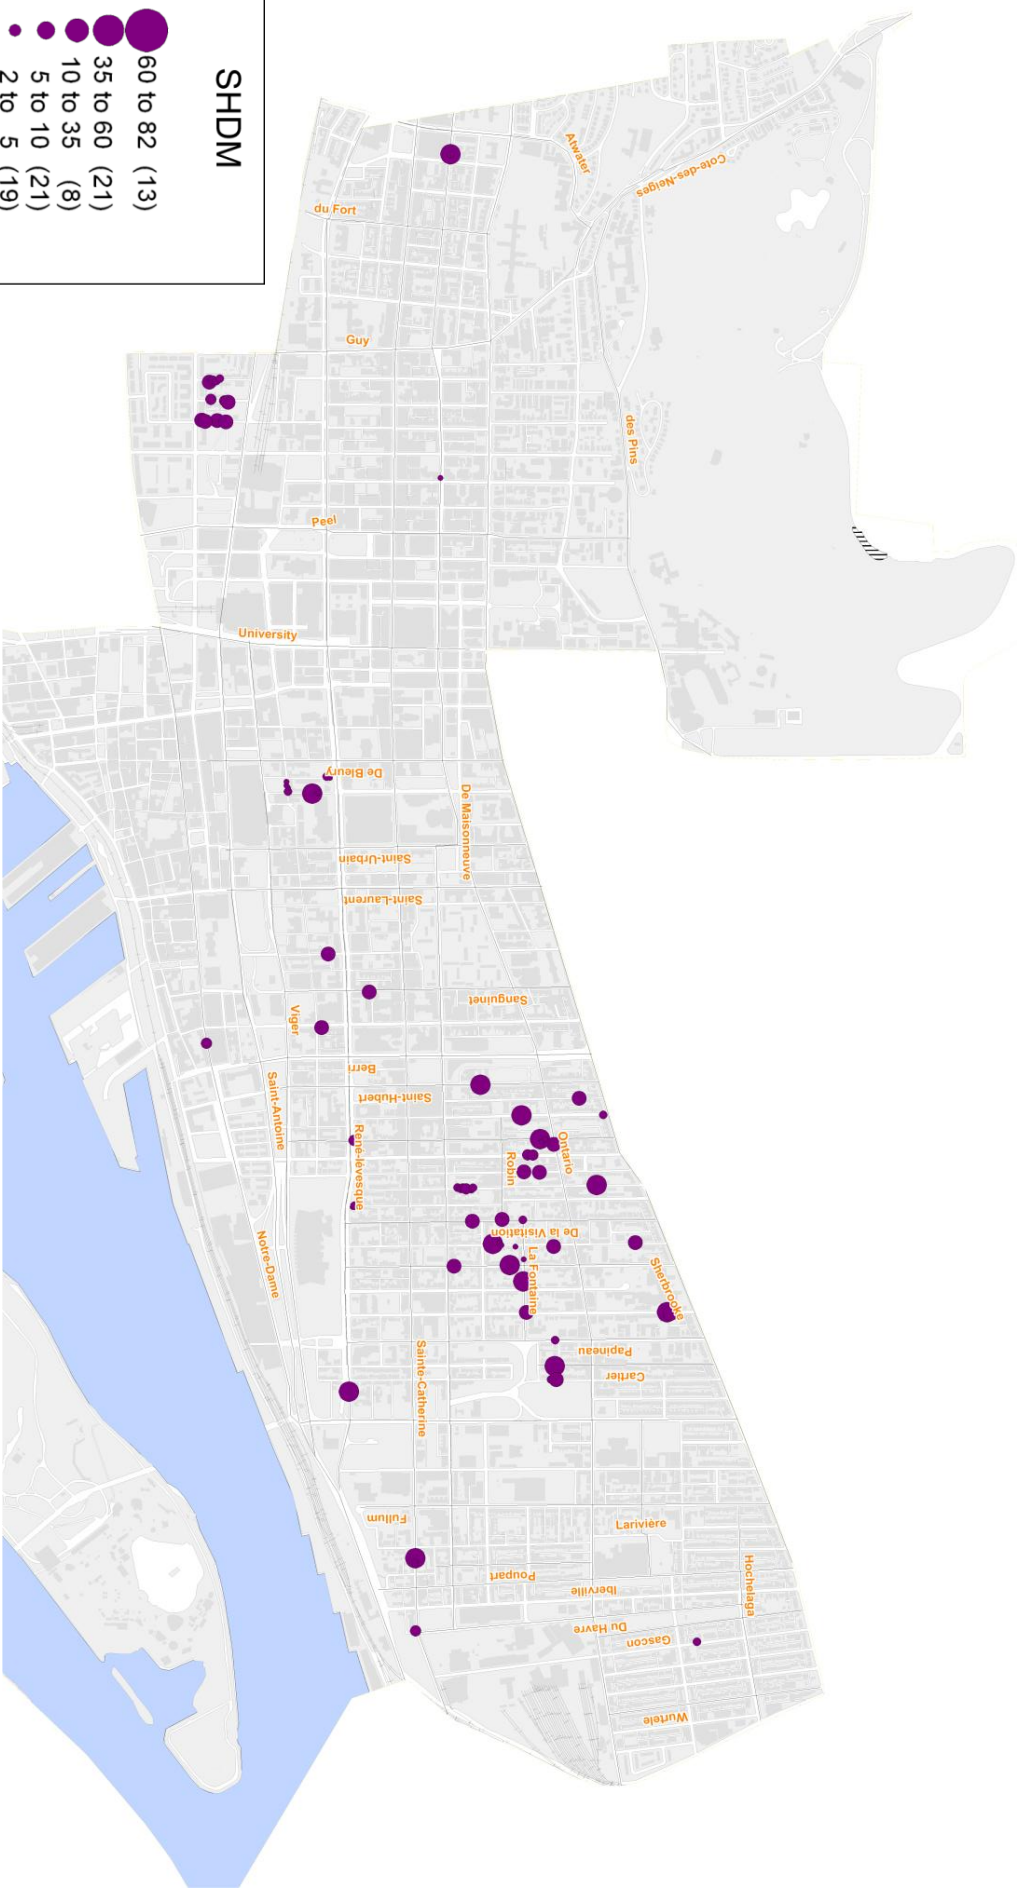 SHDM
60 to 82 (13)
35 to 60 (21)
10 to 35 (8)
5 to 10 (21)
2 to 5 (19)
Cote-des-Neiges
Atwater
du Fort
Guy
des Pins
Peel
University
De Bleury
De Maisonneuve
Saint-Urbain
Saint-Laurent
Sanguinet
Viger
Berri
Saint-Hubert
Saint-Antoine
René-lévesque
Robin
Ontario
De la Visitation
La Fontaine
Sherbrooke
Notre-Dame
Papineau
Cartier
Sainte-Catherine
Fullum
Larivière
Poupart
Iberville
Hochelaga
Du Havre
Gascon
Wurtele